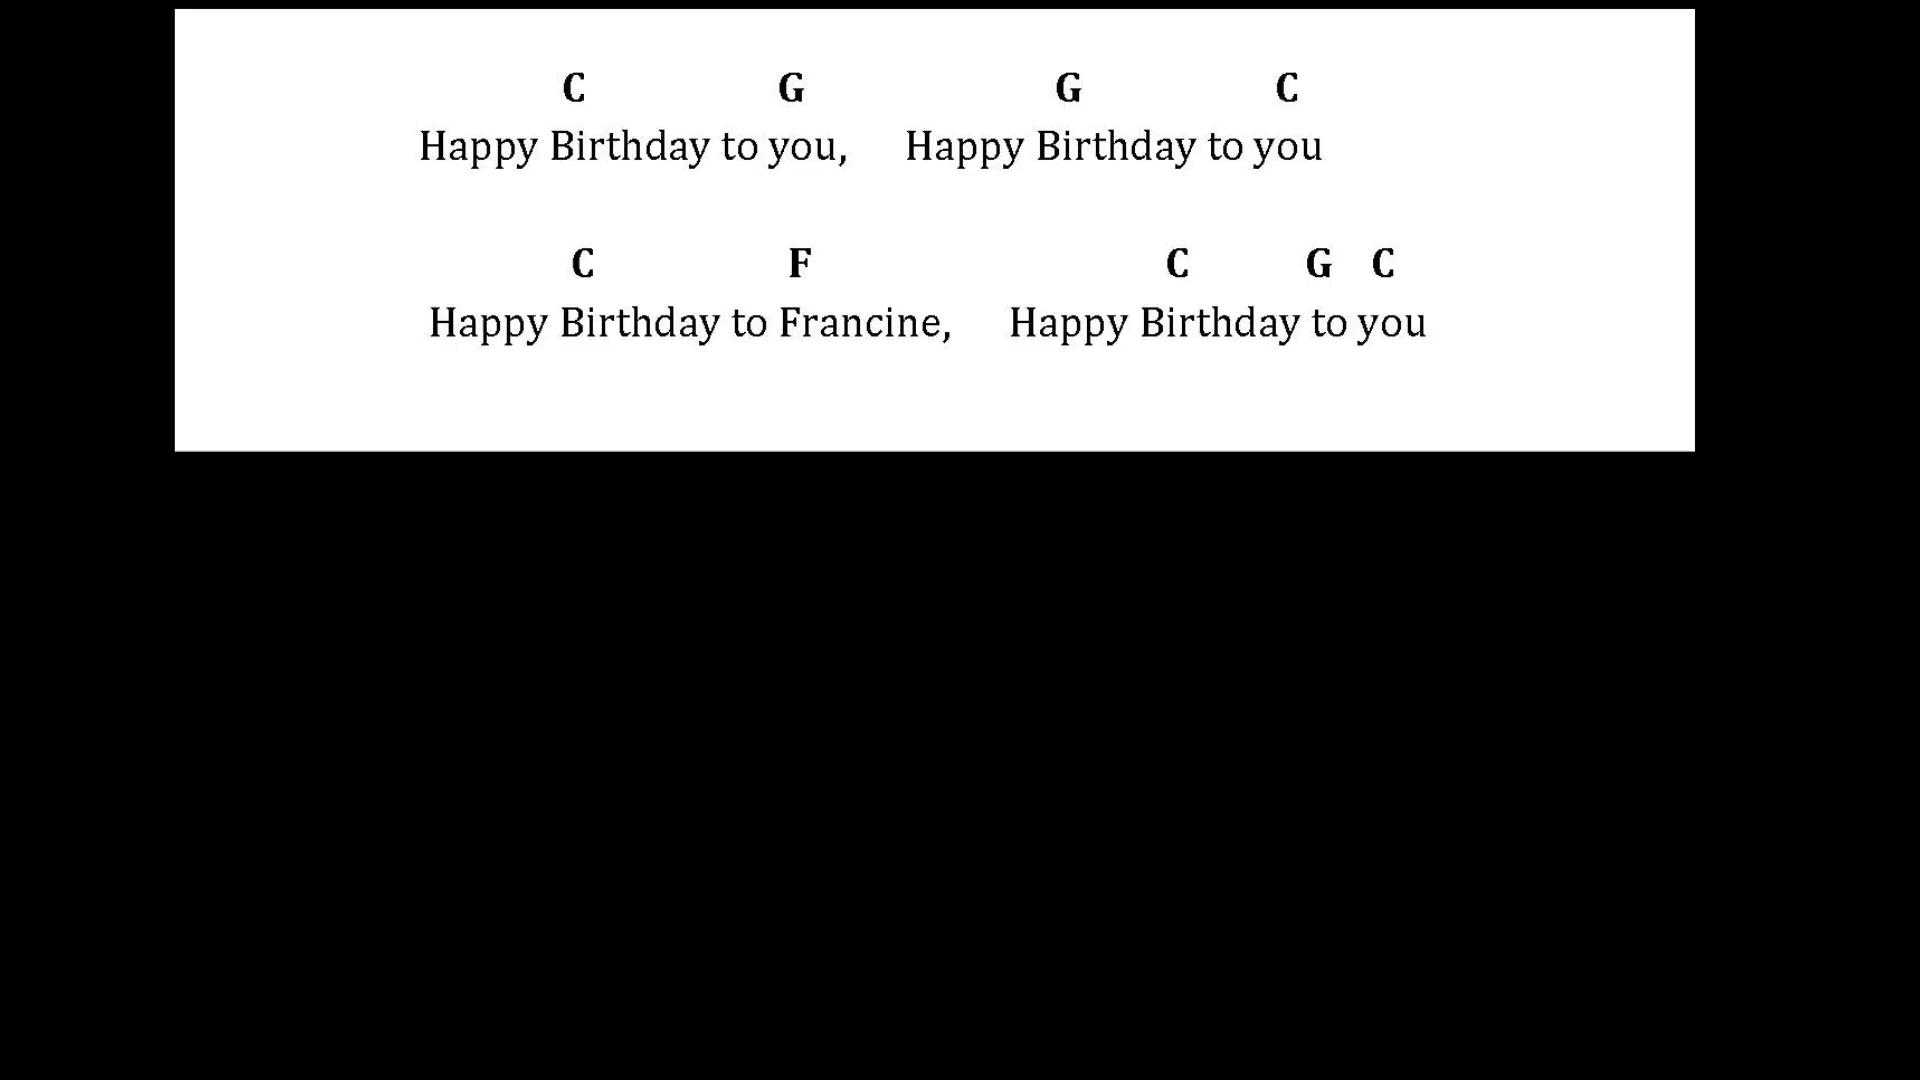 C G G C
Happy Birthday to you, Happy Birthday to you
C F C G C
Happy Birthday to Francine, Happy Birthday to you